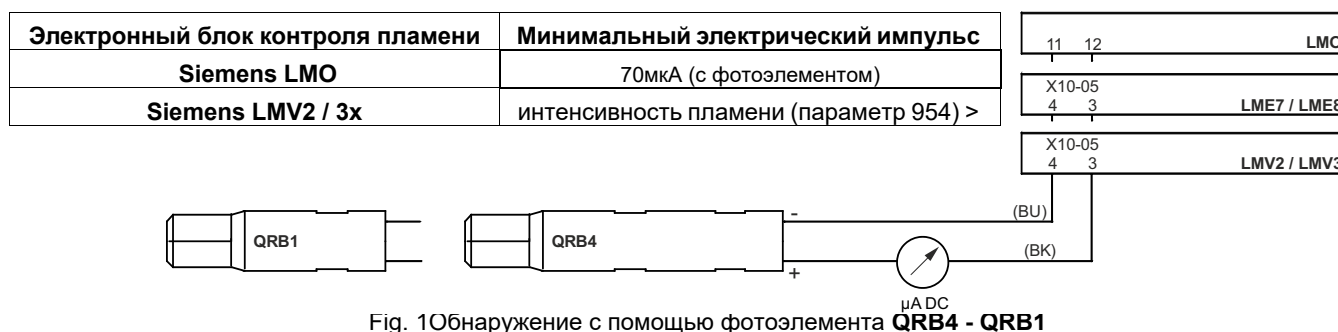 Электронный блок контроля пламени Минимальный электрический импульс
Siemens LMO 70мкА (с фотоэлементом)
Siemens LMV2 / 3x интенсивность пламени (параметр 954) >
11 12
X10-05
4 3
X10-05
4 3 LMV2 /
QRB1
QRB4
-
+
(BU)
(BK)
µA DC
Fig. 1Обнаружение с помощью фотоэлемента QRB4 - QRB1